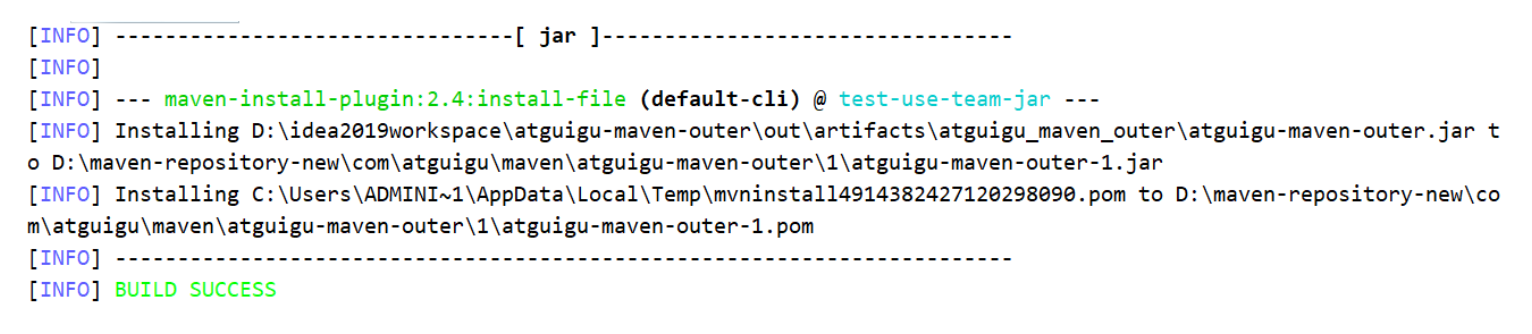 [INFO] --------------------------------[ jar ]---------------------------------
[INFO]
[INFO] --- maven-install-plugin:2.4:install-file (default-cli) @ test-use-team-jar ---
[INFO] Installing D:\idea2019workspace\atguigu-maven-outer\out\artifacts\atguigu_maven_outer\atguigu-maven-outer.jar t
o D:\maven-repository-new\com\atguigu\maven\atguigu-maven-outer\1\atguigu-maven-outer-1.jar
[INFO] Installing C:\Users\ADMINI~1\AppData\Local\Temp\mvninstall4914382427120298090.pom to D:\maven-repository-new\co
m\atguigu\maven\atguigu-maven-outer\1\atguigu-maven-outer-1.pom
[INFO] ------------------------------------------------------------------------
[INFO] BUILD SUCCESS